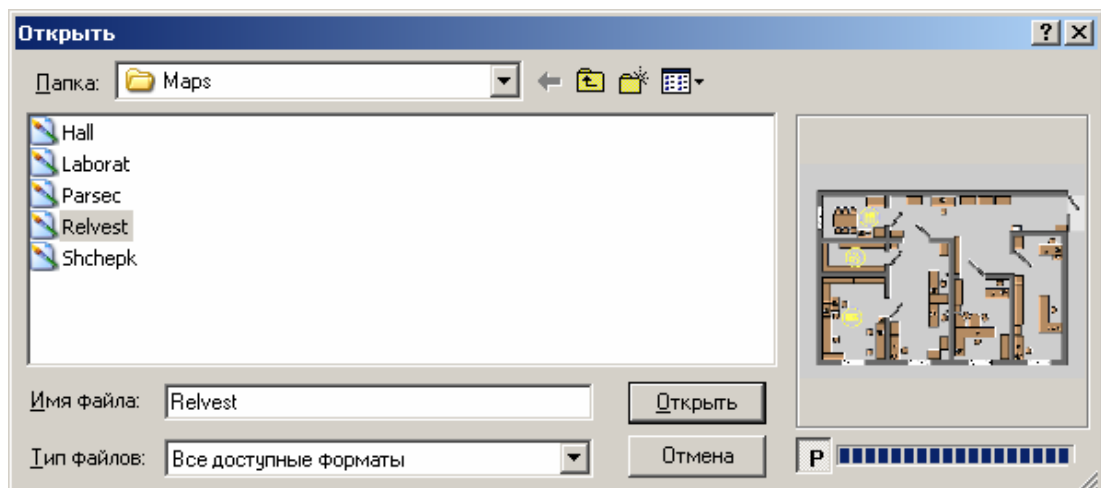 Открыть
Папка: Maps
Hall
Laborat
Parsec
Relvest
Shchepk
Имя файла: Relvest Открыть
Тип файлов: Все доступные форматы Отмена P